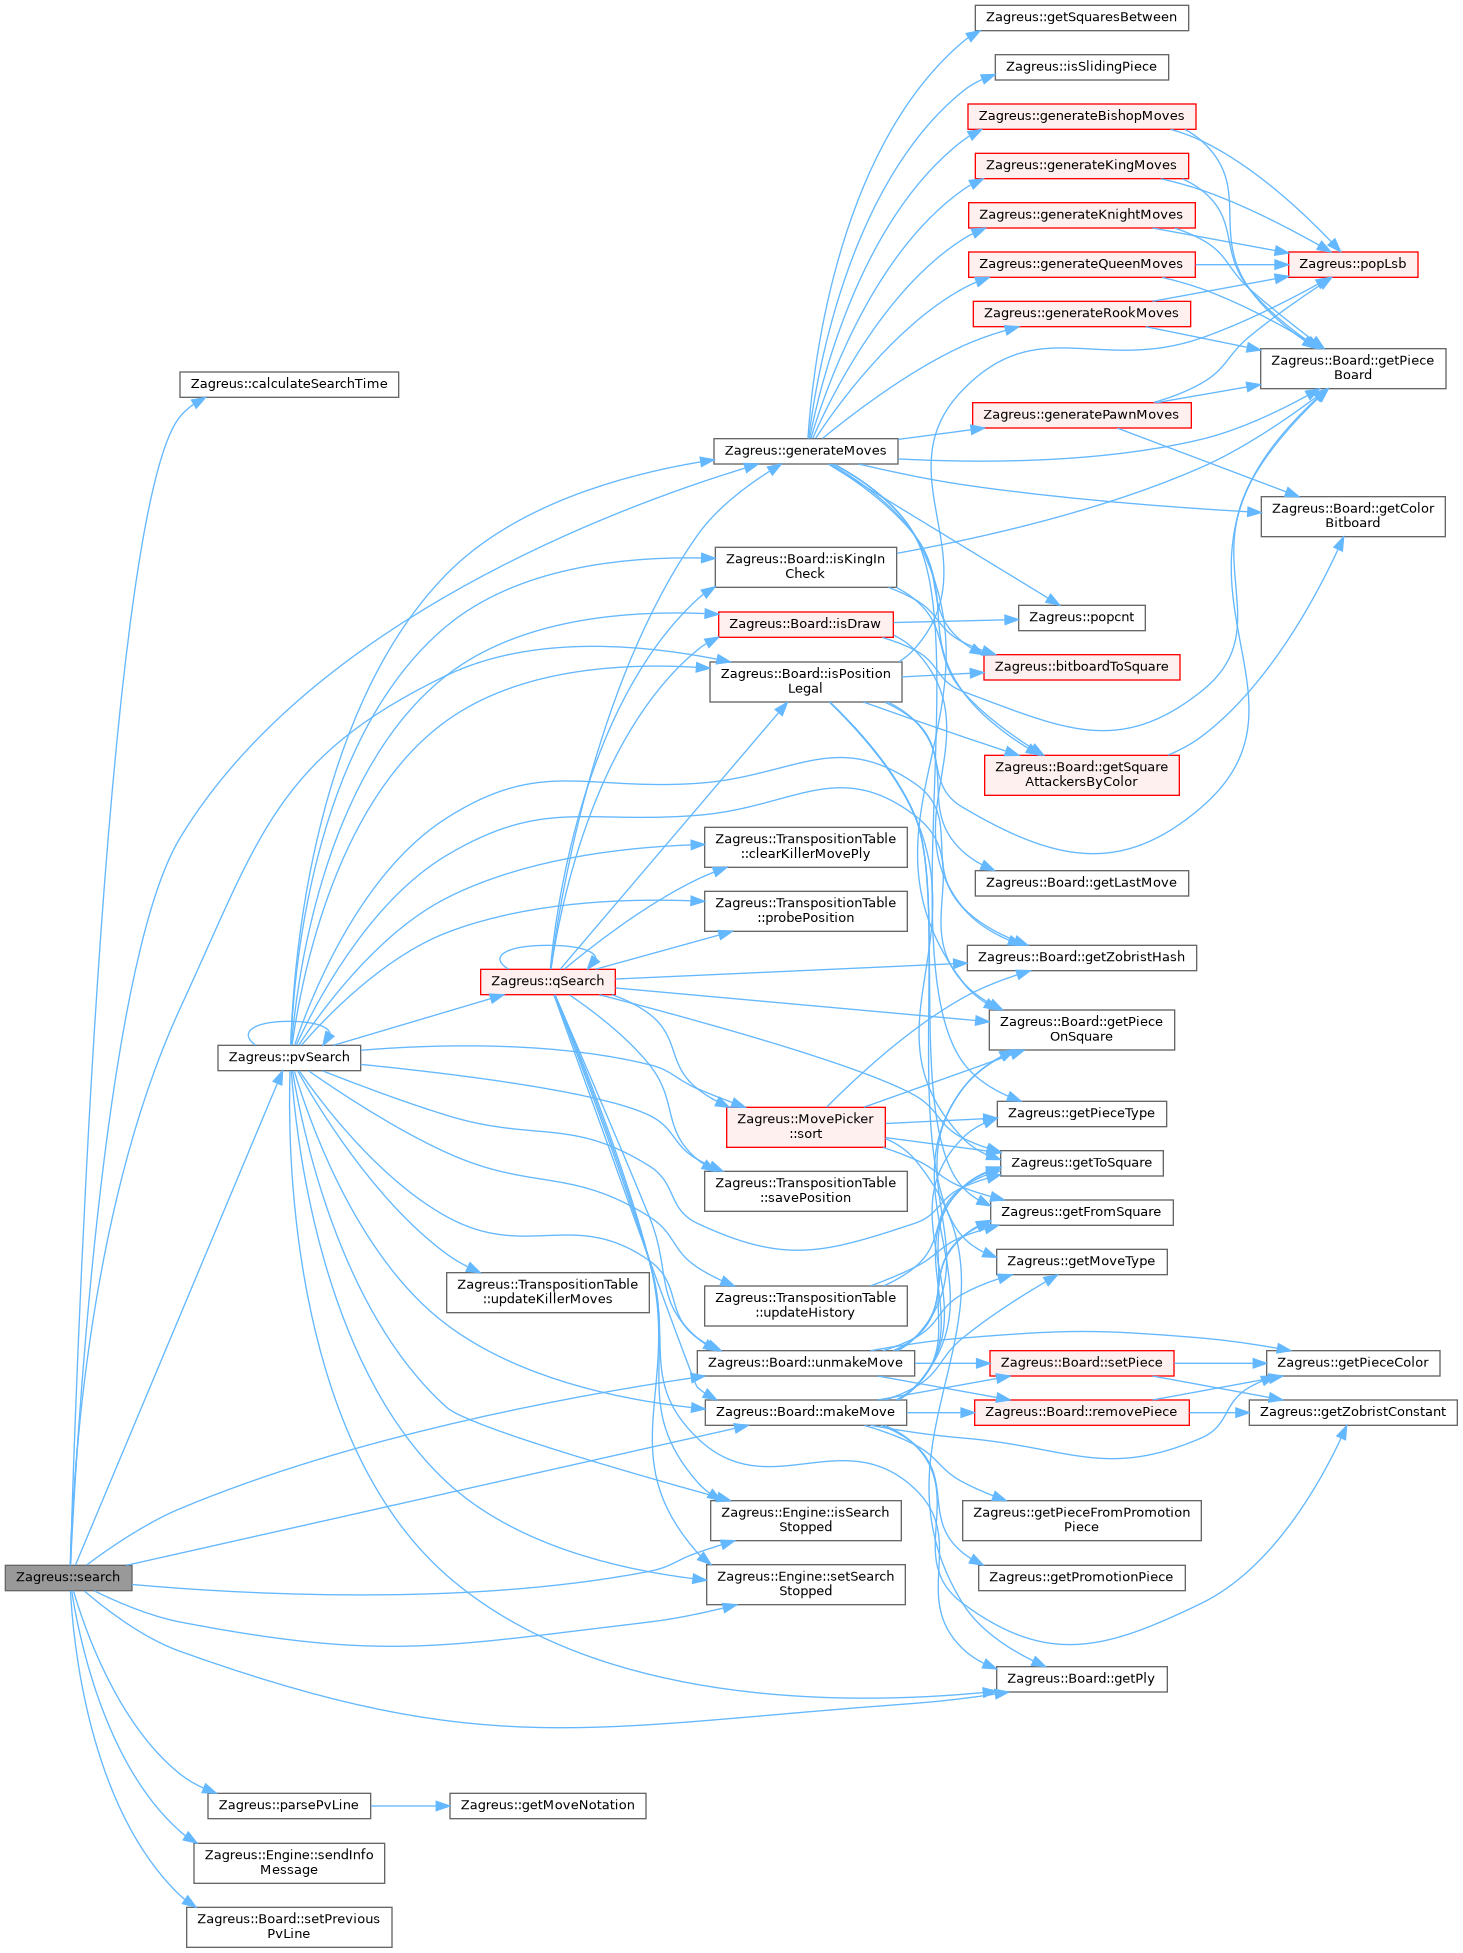 Zagreus::getSquaresBetween
Zagreus::isSlidingPiece
Zagreus::generateBishopMoves
Zagreus::generateKingMoves
Zagreus::generateKnightMoves
Zagreus::generateQueenMoves
Zagreus::popLsb
Zagreus::generateRookMoves
Zagreus::Board::getPiece
Board
Zagreus::calculateSearchTime
Zagreus::generatePawnMoves
Zagreus::generateMoves
Zagreus::Board::getColor
Bitboard
Zagreus::Board::isKingIn
Check
Zagreus::popcnt
Zagreus::Board::isDraw
Zagreus::bitboardToSquare
Zagreus::Board::isPosition
Legal
Zagreus::Board::getSquare
AttackersByColor
Zagreus::TranspositionTable
::clearKillerMovePly
Zagreus::Board::getLastMove
Zagreus::TranspositionTable
::probePosition
Zagreus::Board::getZobristHash
Zagreus::qSearch
Zagreus::Board::getPiece
OnSquare
Zagreus::pvSearch
Zagreus::getPieceType
Zagreus::MovePicker
::sort
Zagreus::getToSquare
Zagreus::TranspositionTable
::savePosition
Zagreus::getFromSquare
Zagreus::getMoveType
Zagreus::TranspositionTable
::updateKillerMoves
Zagreus::TranspositionTable
::updateHistory
Zagreus::Board::unmakeMove
Zagreus::Board::setPiece
Zagreus::getPieceColor
Zagreus::Board::makeMove
Zagreus::Board::removePiece
Zagreus::getZobristConstant
Zagreus::Engine::isSearch
Stopped
Zagreus::getPieceFromPromotion
Piece
Zagreus::search
Zagreus::Engine::setSearch
Stopped
Zagreus::getPromotionPiece
Zagreus::Board::getPly
Zagreus::parsePvLine
Zagreus::getMoveNotation
Zagreus::Engine::sendInfo
Message
Zagreus::Board::setPrevious
PvLine